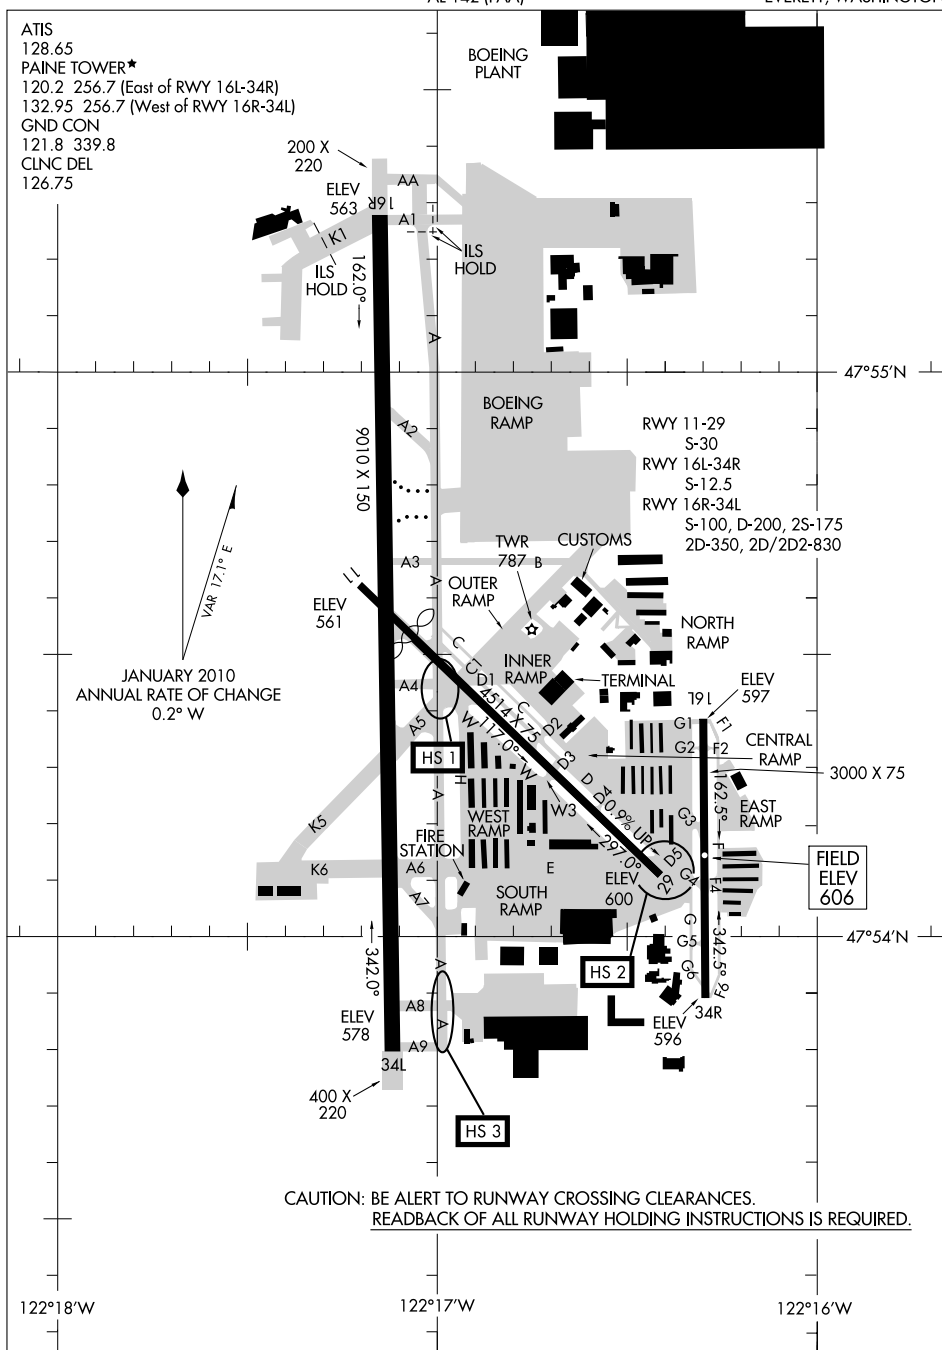 AL-142 (FAA)
EVERETT, WASHINGTON
ATIS
128.65
PAINE TOWER★
120.2 256.7 (East of RWY 16L-34R)
132.95 256.7 (West of RWY 16R-34L)
GND CON
121.8 339.8
CLNC DEL
126.75
BOEING
PLANT
200 X
220
AA
ELEV
563
16R
A1
K1
ILS
HOLD
ILS
HOLD
162.0°
A
47°55'N
BOEING
RAMP
A2
9010 X 150
RWY 11-29
S-30
RWY 16L-34R
S-12.5
RWY 16R-34L
S-100, D-200, 2S-175
2D-350, 2D/2D2-830
VAR 17.1° E
JANUARY 2010
ANNUAL RATE OF CHANGE
0.2° W
TWR
787
CUSTOMS
A3
B
A
11
OUTER
RAMP
ELEV
561
NORTH
RAMP
C
C1
INNER
RAMP
TERMINAL
D1
A4
4514 X 75
C
16L
ELEV
597
A5
W
117.0°
D2
G1
F1
HS 1
G2
F2
CENTRAL
RAMP
D3
W
H
A
D
3000 X 75
162.5°
D4
WEST
RAMP
W3
0.9% UP
G3
EAST
RAMP
K5
FIRE
STATION
297.0°
F
D5
K6
A6
E
ELEV
600
29
G4
F4
FIELD
ELEV
606
A7
SOUTH
RAMP
G
342.0°
G5
342.5°
47°54'N
A
HS 2
G6
F6
34R
A8
A
ELEV
578
ELEV
596
A9
34L
400 X
220
HS 3
CAUTION: BE ALERT TO RUNWAY CROSSING CLEARANCES.
READBACK OF ALL RUNWAY HOLDING INSTRUCTIONS IS REQUIRED.
122°18'W
122°17'W
122°16'W